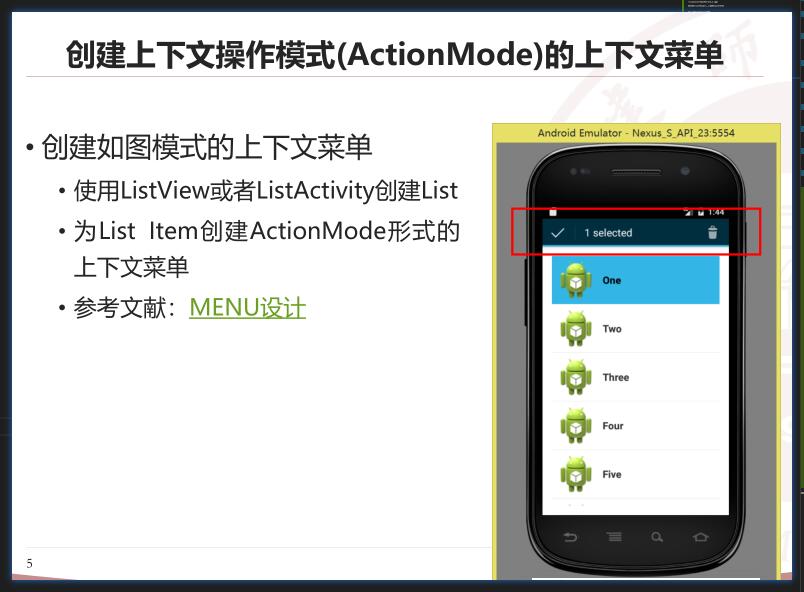 创建上下文操作模式(ActionMode)的上下文菜单
• 创建如图模式的上下文菜单
• 使用ListView或者ListActivity创建List
• 为List Item创建ActionMode形式的
上下文菜单
• 参考文献：MENU设计
Android Emulator - Nexus_S_API_23:5554
1:44
1 selected
One
Two
Three
Four
Five
5